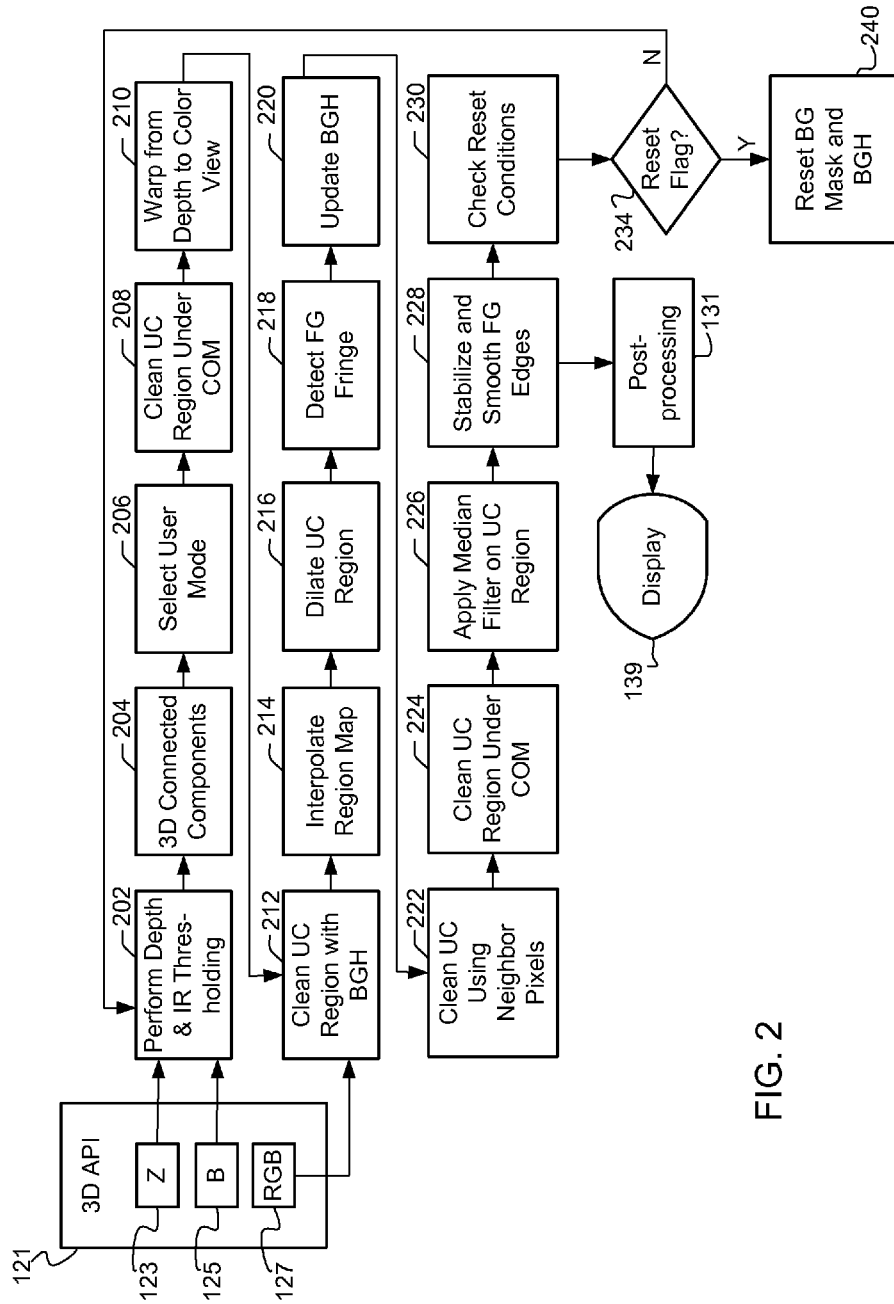 121
3D API
Z
123
B
125
RGB
127
202
Perform Depth
& IR Thres-
holding
204
3D Connected
Components
206
Select User
Mode
208
Clean UC
Region Under
COM
210
Warp from
Depth to Color
View
212
Clean UC
Region with
BGH
214
Interpolate
Region Map
216
Dilate UC
Region
218
Detect FG
Fringe
220
Update BGH
222
Clean UC
Using
Neighbor
Pixels
224
Clean UC
Region Under
COM
226
Apply Median
Filter on UC
Region
228
Stabilize and
Smooth FG
Edges
230
Check Reset
Conditions
234
Reset
Flag?
N
Y
240
Reset BG
Mask and
BGH
Post-
processing
131
Display
139
FIG. 2